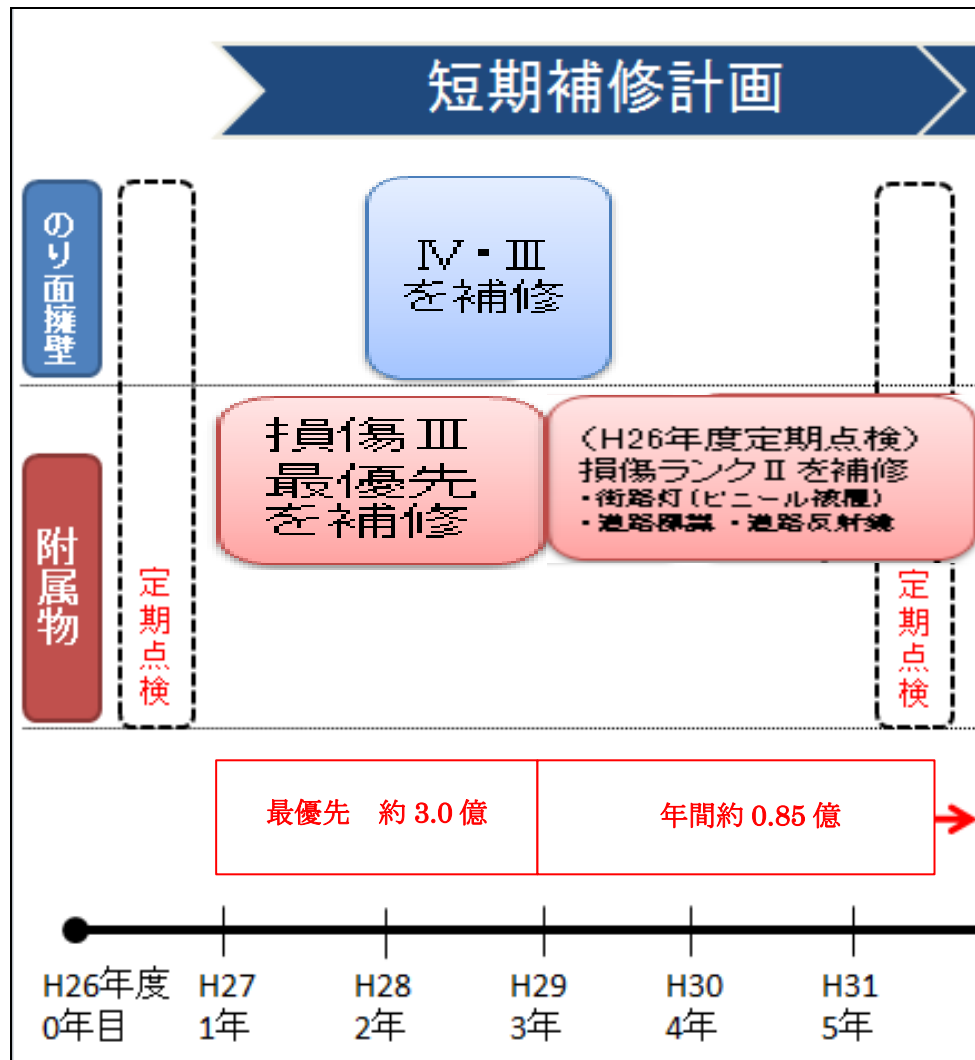 短期補修計画
のり面擁壁
Ⅳ・Ⅲ
を補修
附属物
損傷Ⅲ
最優先
を補修
(H26年度定期点検)
損傷ランクⅡを補修
・街路灯(ビニール被覆)
・道路標識・道路反射鏡
定期点検
定期点検
最優先 約3.0億
年間約0.85億
H26年度
0年目
H27
1年
H28
2年
H29
3年
H30
4年
H31
5年